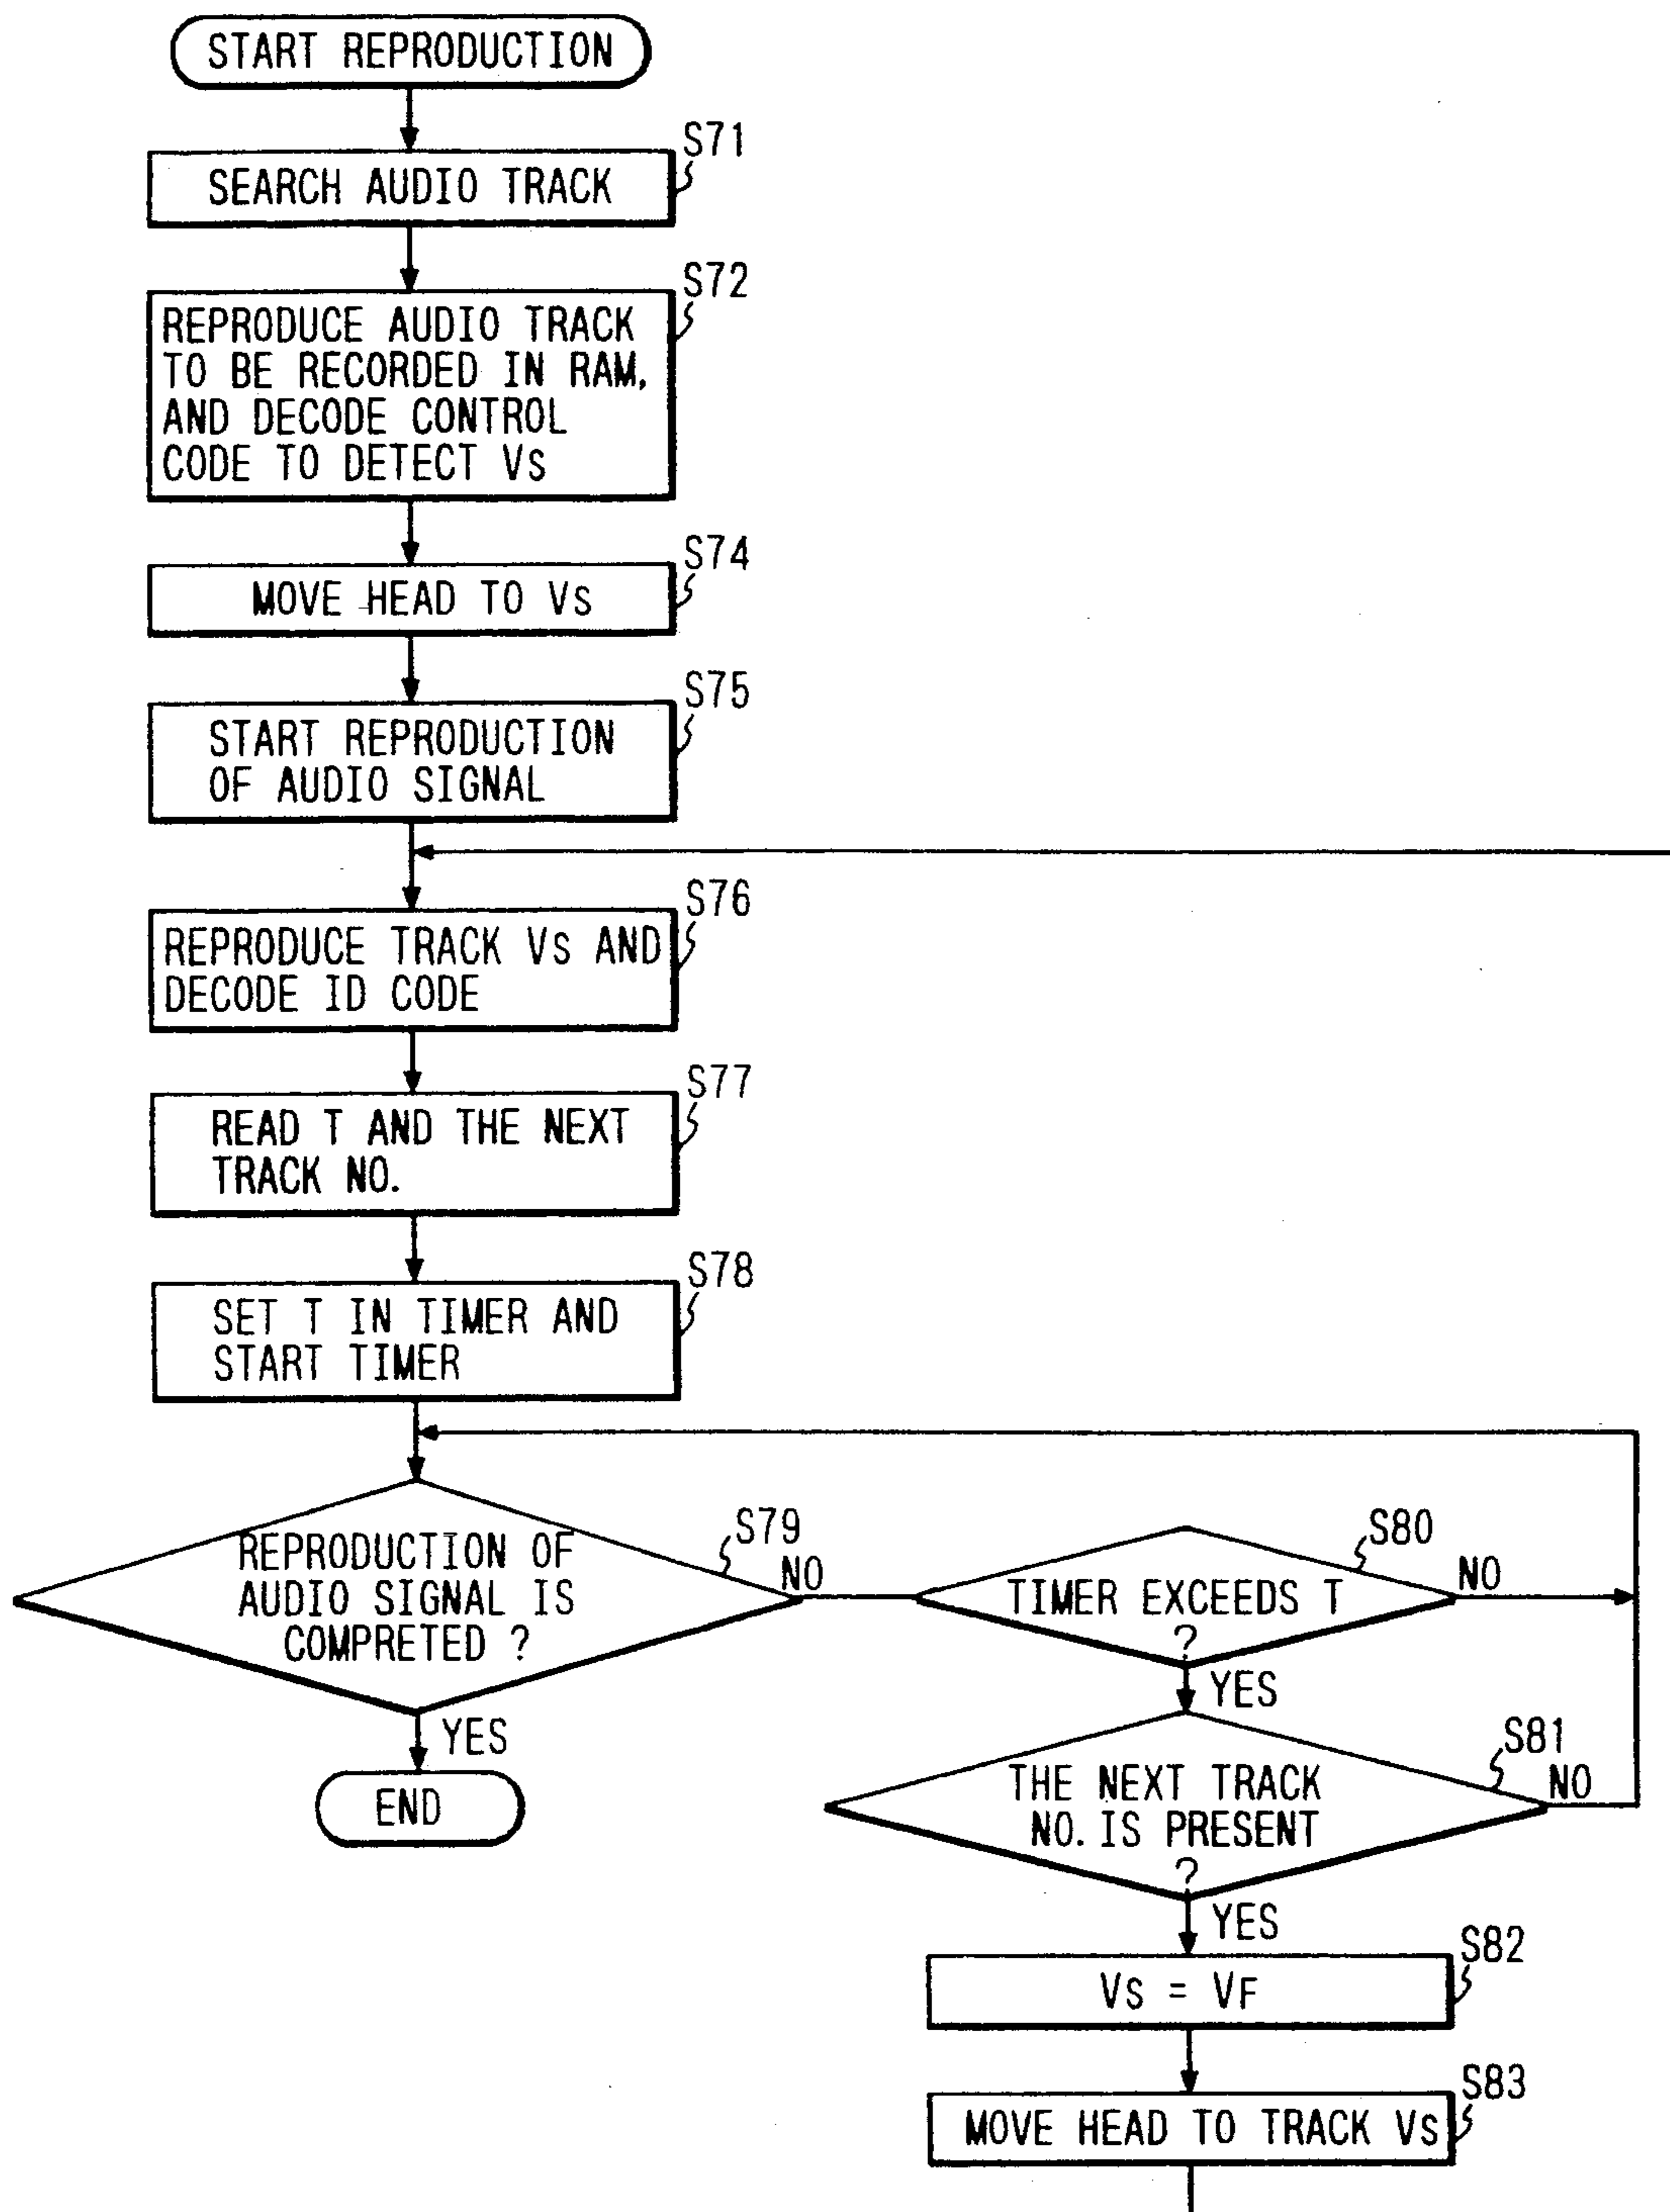 START REPRODUCTION
S71
SEARCH AUDIO TRACK
S72
REPRODUCE AUDIO TRACK
TO BE RECORDED IN RAM,
AND DECODE CONTROL
CODE TO DETECT Vs
S74
MOVE HEAD TO Vs
S75
START REPRODUCTION
OF AUDIO SIGNAL
S76
REPRODUCE TRACK Vs AND
DECODE ID CODE
S77
READ T AND THE NEXT
TRACK NO.
S78
SET T IN TIMER AND
START TIMER
S79
REPRODUCTION OF
AUDIO SIGNAL IS
COMPRETED ?
NO
YES
END
S80
TIMER EXCEEDS T
?
NO
YES
S81
THE NEXT TRACK
NO. IS PRESENT
?
NO
YES
S82
Vs = VF
S83
MOVE HEAD TO TRACK Vs